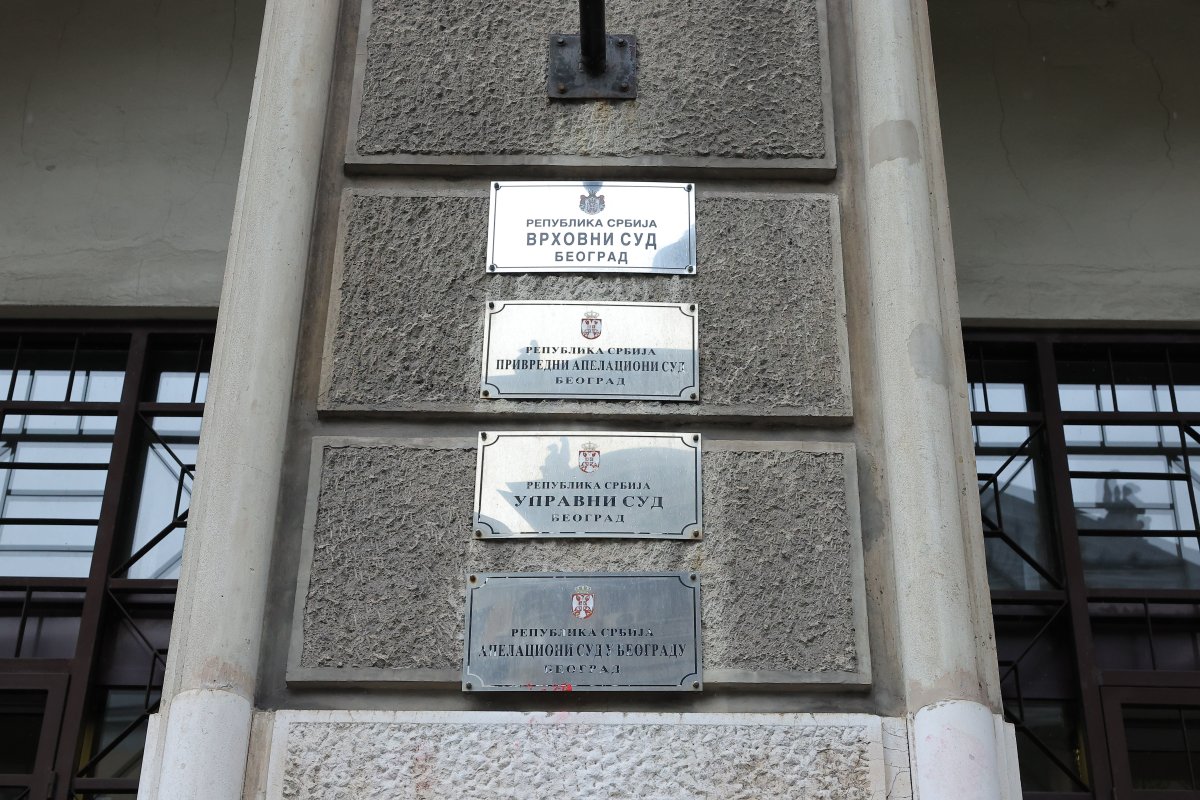 РЕПУБЛИКА СРБИЈА
ВРХОВНИ СУД
БЕОГРАД
РЕПУБЛИКА СРБИЈА
ПРИВРЕДНИ АПЕЛАЦИОНИ СУД
БЕОГРАД
РЕПУБЛИКА СРБИЈА
УПРАВНИ СУД
БЕОГРАД
РЕПУБЛИКА СРБИЈА
АПЕЛАЦИОНИ СУД У БЕОГРАДУ
БЕОГРАД